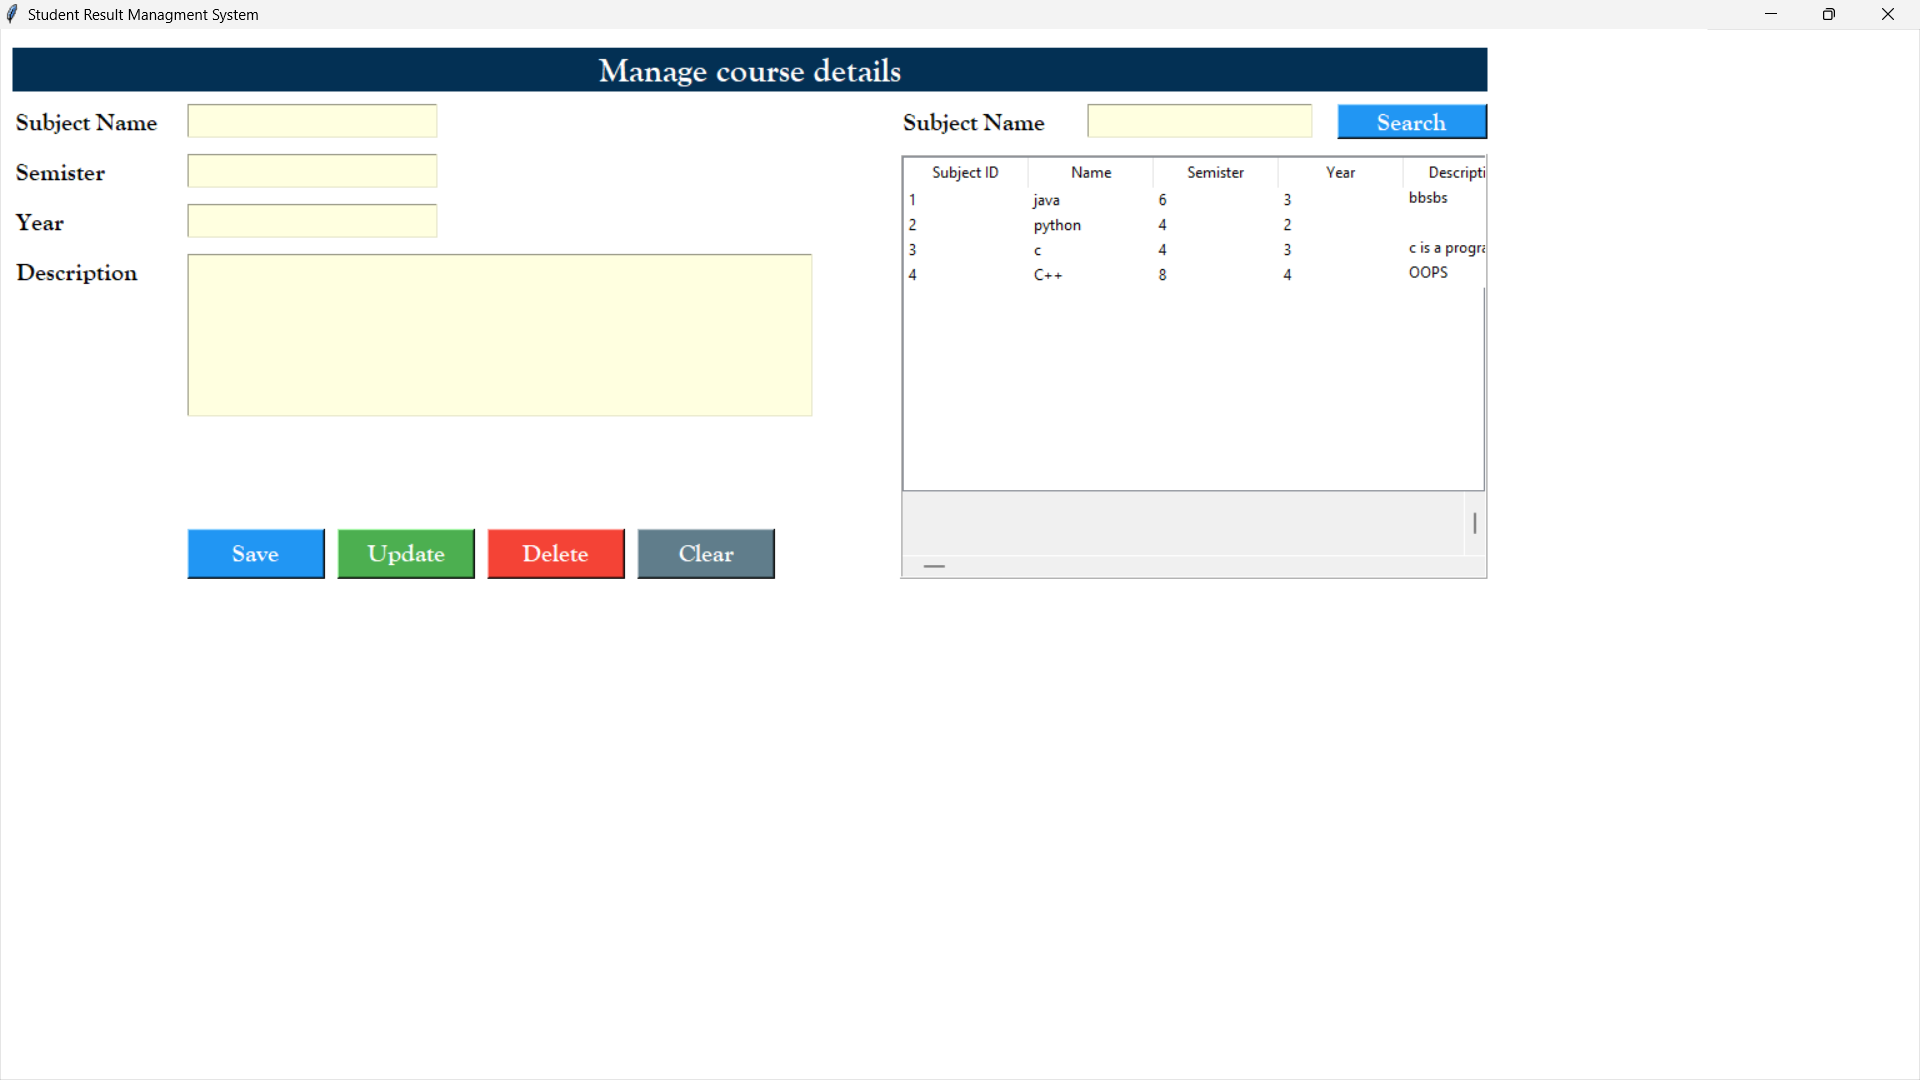 Student Result Managment System
Manage course details
Subject Name
Semister
Year
Description
Save Update Delete Clear
Subject Name Search
Subject ID Name Semister Year Descripti
1 java 6 3 bbsbs
2 python 4 2
3 c 4 3 c is a progra
4 C++ 8 4 OOPS